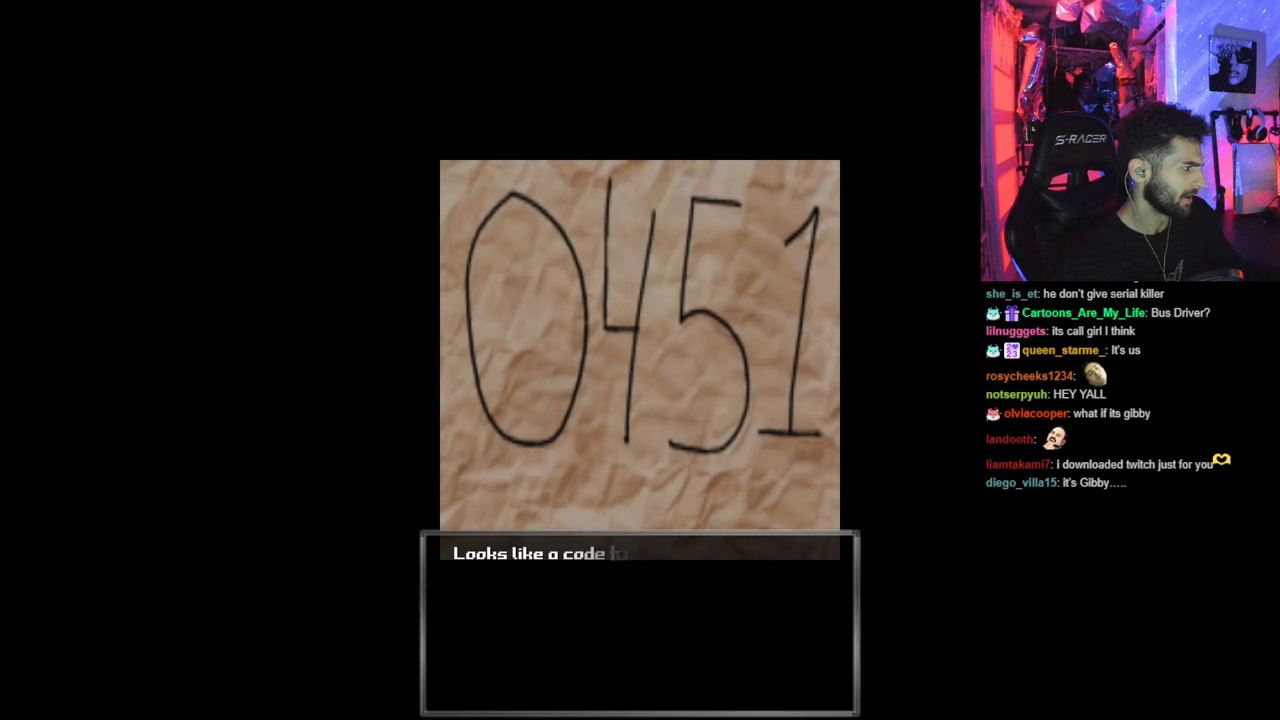 0451
Looks like a code to
S-RACER
she_is_et: he don't give serial killer
Cartoons_Are_My_Life: Bus Driver?
lilnugggets: its call girl I think
queen_starme_: It's us
rosycheeks1234:
notserpyuh: HEY YALL
olviacooper: what if its gibby
landooth:
liamtakami7: i downloaded twitch just for you
diego_villa15: it's Gibby.....